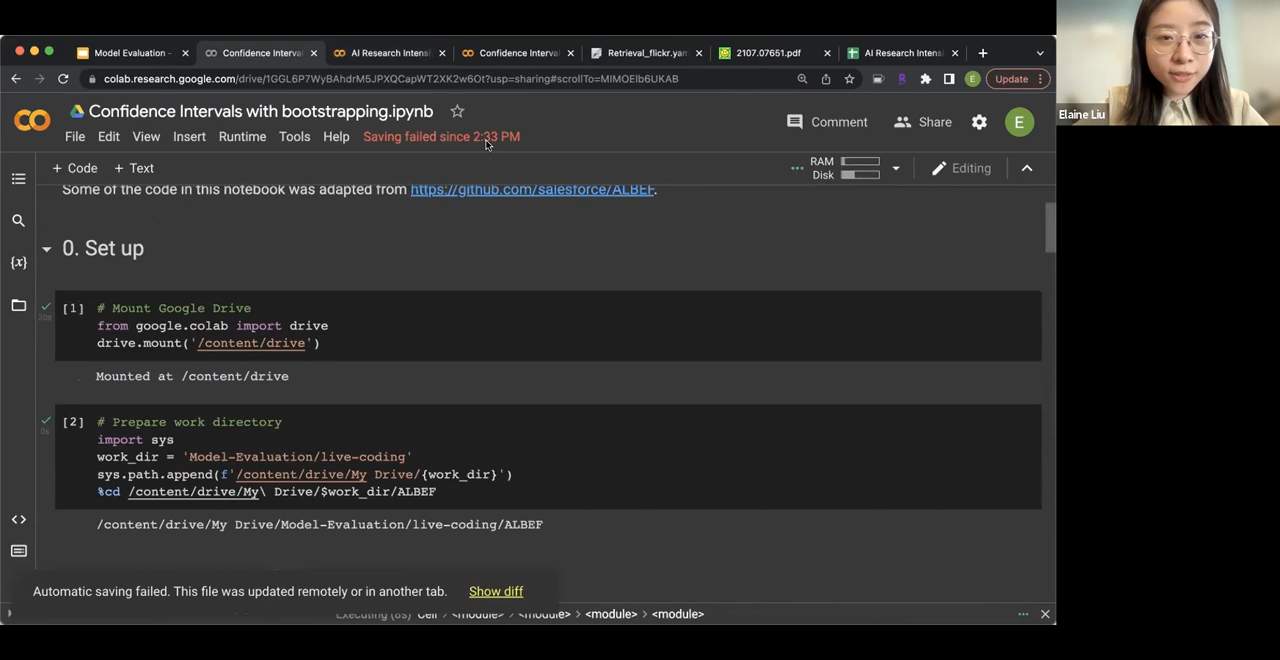 Model Evaluation -
Confidence Interva
AI Research Intensi
Confidence Interva
Retrieval_flickr.yam
2107.07651.pdf
AI Research Intensi
colab.research.google.com/drive/1GGL6P7WyBAhdrM5JPXQCapWT2XK2w6Ot?usp=sharing#scrollTo=MIMOElb6UKAB
R
E
Update
Confidence Intervals with bootstrapping.ipynb
File Edit View Insert Runtime Tools Help Saving failed since 2:33 PM
Comment
Share
E
Elaine Liu
+ Code + Text
RAM
Disk
Editing
Some of the code in this notebook was adapted from https://github.com/salesforce/ALBEF.
0. Set up
[1] # Mount Google Drive
from google.colab import drive
drive.mount('/content/drive')
Mounted at /content/drive
[2] # Prepare work directory
0s
import sys
work_dir = 'Model-Evaluation/live-coding'
sys.path.append(f'/content/drive/My Drive/{work_dir}')
%cd /content/drive/My\ Drive/$work_dir/ALBEF
/content/drive/My Drive/Model-Evaluation/live-coding/ALBEF
Automatic saving failed. This file was updated remotely or in another tab. Show diff
Executing (8s) Cell > <module> > <module> > <module> > <module>